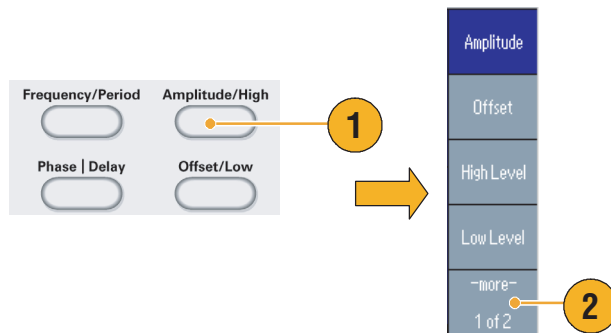 Frequency/Period
Amplitude/High
1
Phase | Delay
Offset/Low
Amplitude
Offset
High Level
Low Level
-more-
1 of 2
2